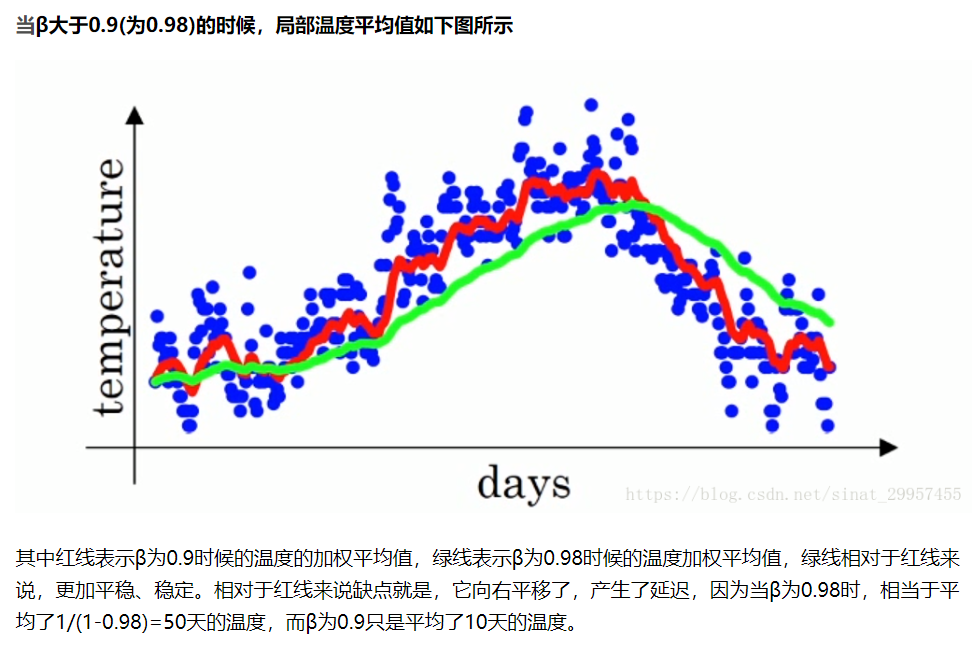 当β大于0.9(为0.98)的时候，局部温度平均值如下图所示
temperature
days
https://blog.csdn.net/sinat_29957455
其中红线表示β为0.9时候的温度的加权平均值，绿线表示β为0.98时候的温度加权平均值，绿线相对于红线来
说，更加平稳、稳定。相对于红线来说缺点就是，它向右平移了，产生了延迟，因为当β为0.98时，相当于平
均了1/(1-0.98)=50天的温度，而β为0.9只是平均了10天的温度。